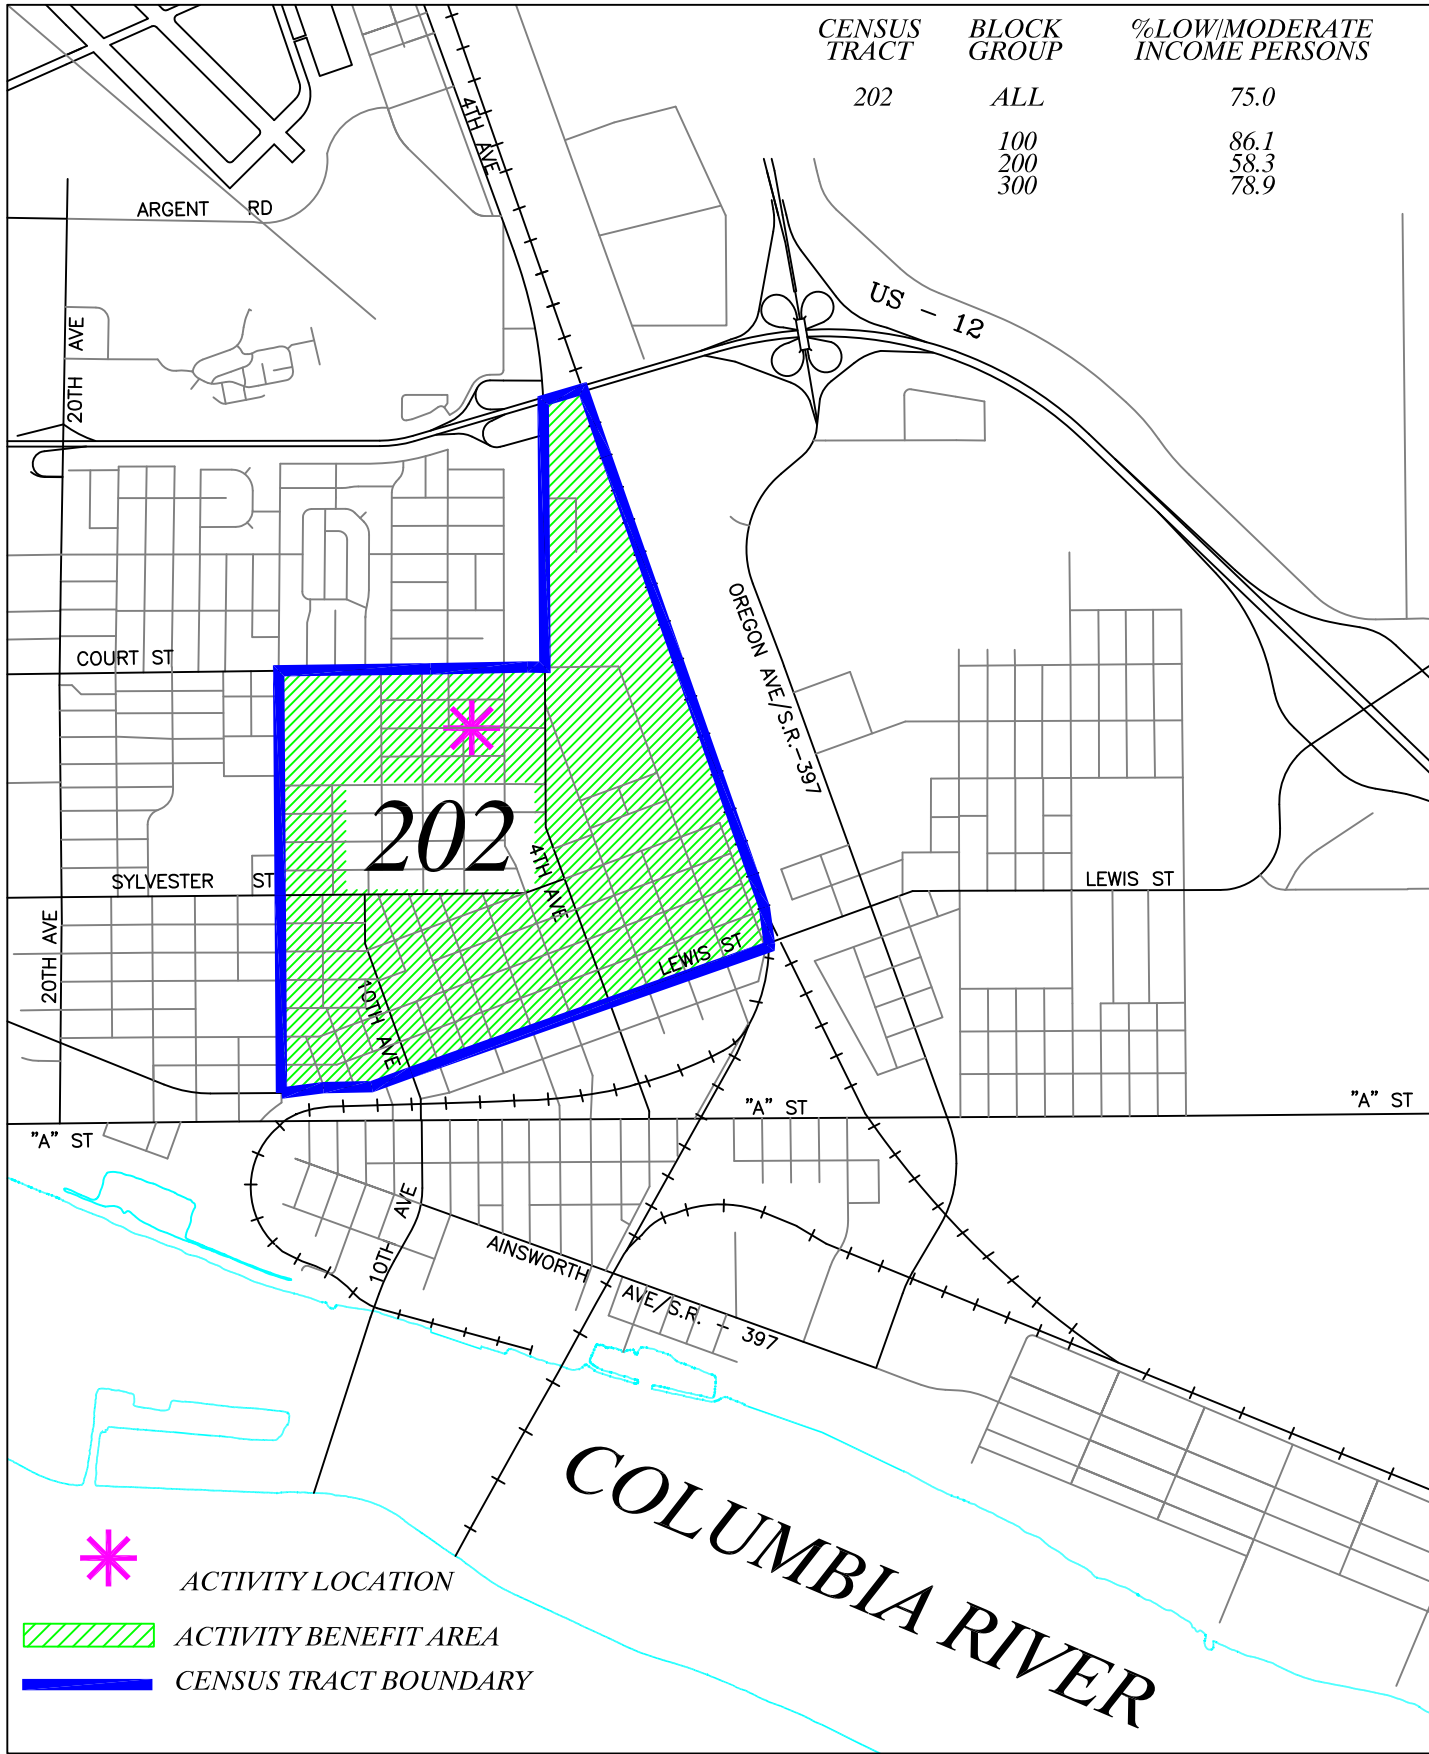 CENSUS TRACT BLOCK GROUP %LOW/MODERATE INCOME PERSONS
202 ALL 75.0
100 86.1
200 58.3
300 78.9
4TH AVE
ARGENT RD
US - 12
20TH AVE
OREGON AVE/S.R.-397
COURT ST
202
4TH AVE
SYLVESTER ST
LEWIS ST
20TH AVE
LEWIS ST
10TH AVE
"A" ST
"A" ST
"A" ST
10TH AVE
AINSWORTH AVE/S.R. - 397
COLUMBIA RIVER
ACTIVITY LOCATION
ACTIVITY BENEFIT AREA
CENSUS TRACT BOUNDARY